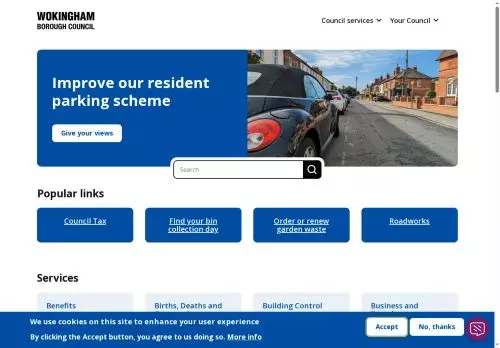 WOKINGHAM
BOROUGH COUNCIL
Council services
Your Council
Improve our resident
parking scheme
Give your views
Search
Popular links
Council Tax
Find your bin
collection day
Order or renew
garden waste
Roadworks
Services
Benefits
Births, Deaths and
Building Control
Business and
We use cookies on this site to enhance your user experience
By clicking the Accept button, you agree to us doing so. More info
Accept
No, thanks